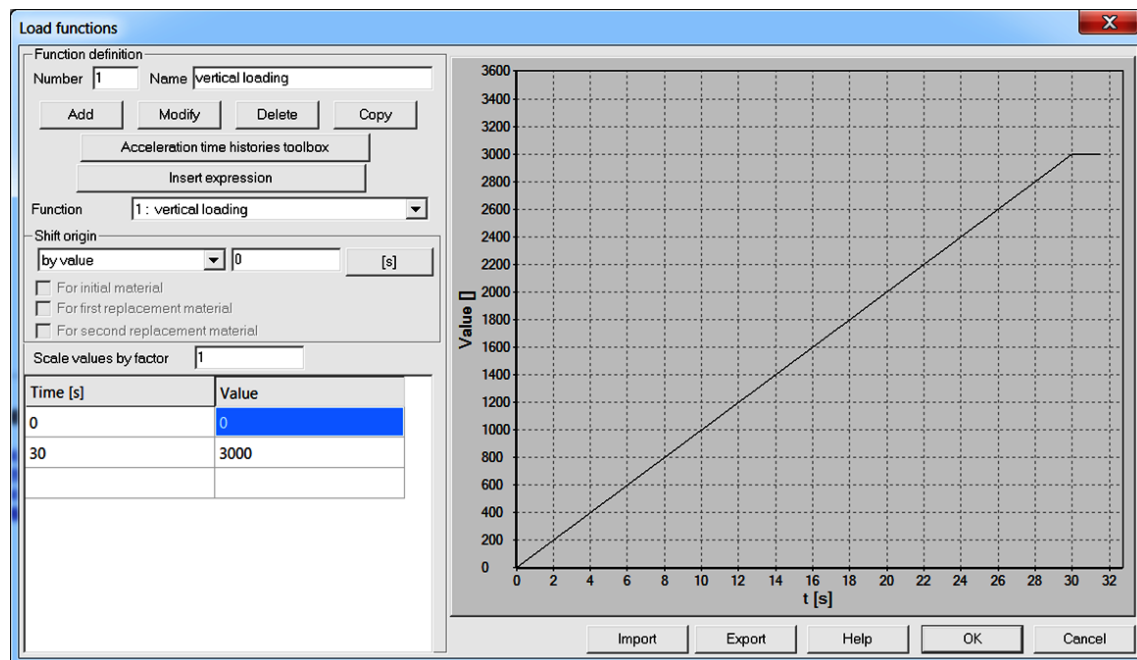 Load functions
Function definition
Number 1 Name vertical loading
Add Modify Delete Copy
Acceleration time histories toolbox
Insert expression
Function 1 : vertical loading
Shift origin
by value 0 [s]
For initial material
For first replacement material
For second replacement material
Scale values by factor 1
Time [s] Value
0 0
30 3000
3600
3400
3200
3000
2800
2600
2400
2200
2000
1800
1600
1400
1200
1000
800
600
400
200
0
Value []
0 2 4 6 8 10 12 14 16 18 20 22 24 26 28 30 32
t [s]
Import Export Help OK Cancel